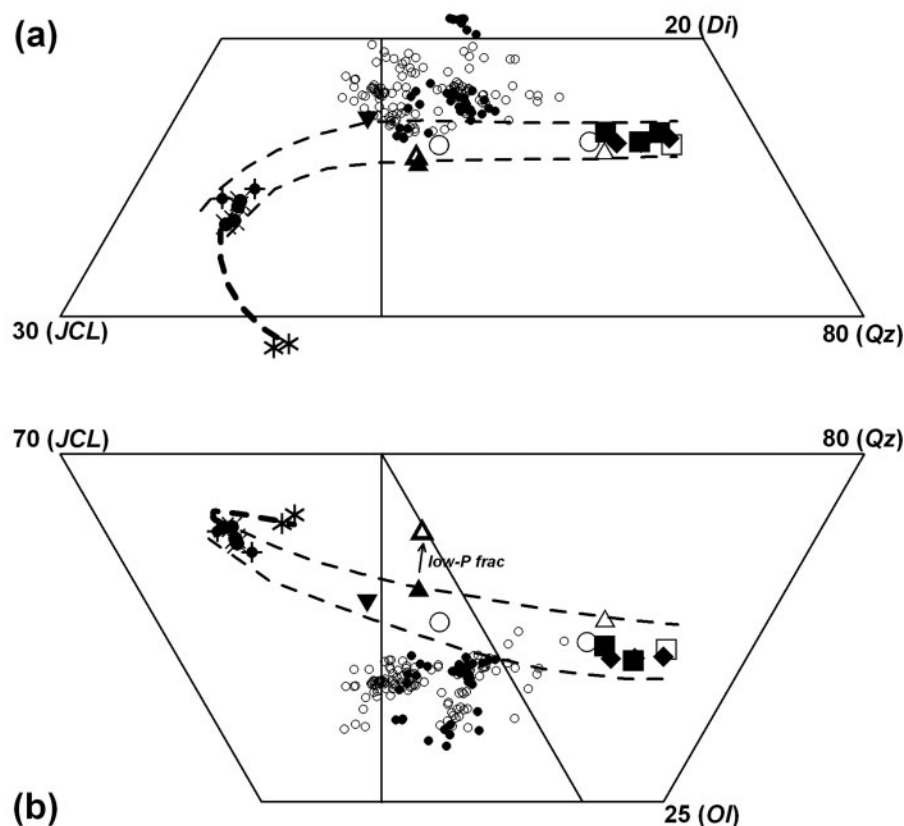 (a)
20 (Di)
30 (JCL)
80 (Qz)
70 (JCL)
80 (Qz)
low-P frac
(b)
25 (Ol)